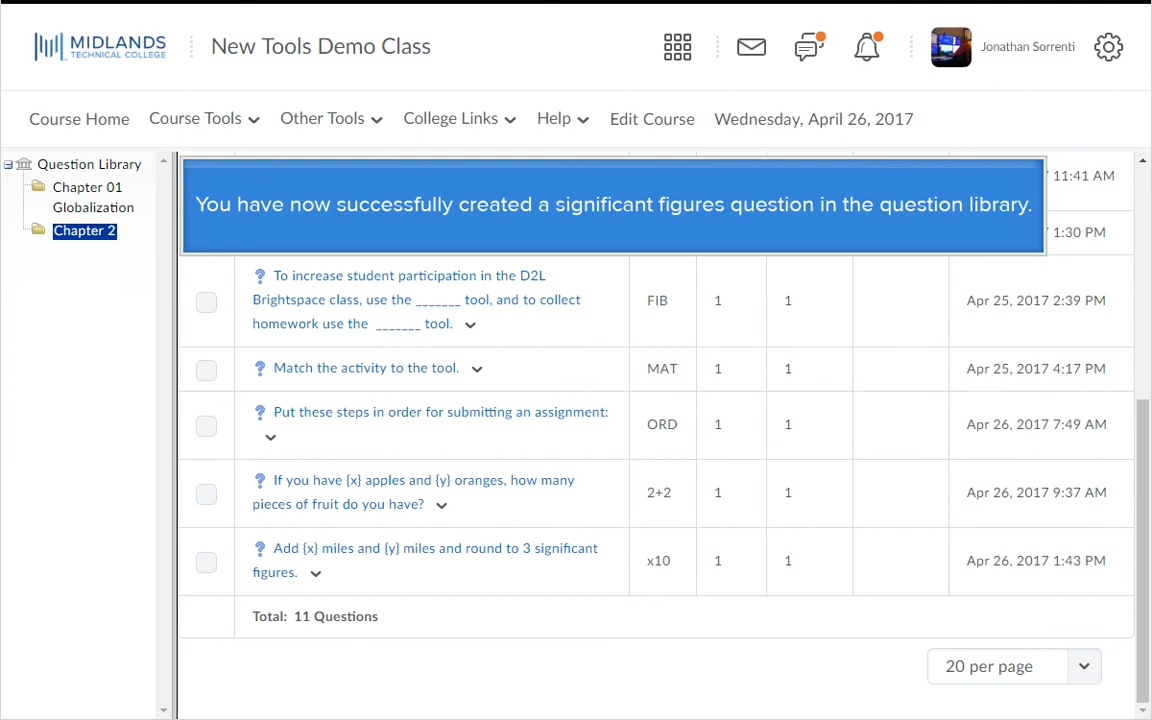 MIDLANDS
TECHNICAL COLLEGE
New Tools Demo Class
Jonathan Sorrenti
Course Home
Course Tools
Other Tools
College Links
Help
Edit Course
Wednesday, April 26, 2017
Question Library
Chapter 01
Globalization
Chapter 2
You have now successfully created a significant figures question in the question library.
11:41 AM
1:30 PM
? To increase student participation in the D2L
Brightspace class, use the _______ tool, and to collect
homework use the _______ tool.
FIB 1 1 Apr 25, 2017 2:39 PM
? Match the activity to the tool. MAT 1 1 Apr 25, 2017 4:17 PM
? Put these steps in order for submitting an assignment:
ORD 1 1 Apr 26, 2017 7:49 AM
? If you have {x} apples and {y} oranges, how many
pieces of fruit do you have?
2+2 1 1 Apr 26, 2017 9:37 AM
? Add {x} miles and {y} miles and round to 3 significant
figures.
x10 1 1 Apr 26, 2017 1:43 PM
Total: 11 Questions
20 per page